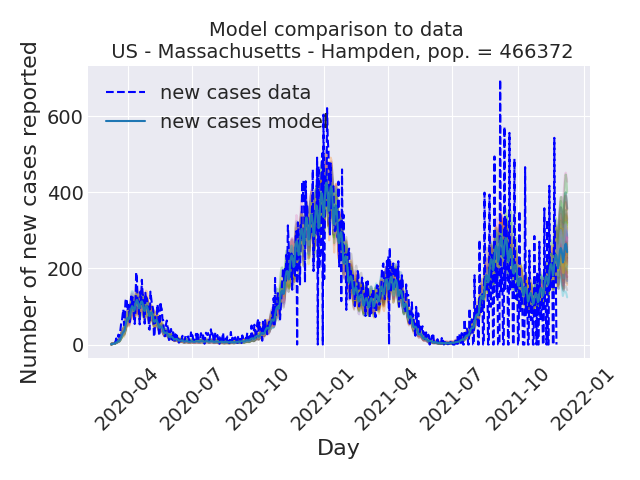 Model comparison to data
US - Massachusetts - Hampden, pop. = 466372
Number of new cases reported
600
400
200
0
new cases data
new cases model
2020-04
2020-07
2020-10
2021-01
2021-04
2021-07
2021-10
2022-01
Day